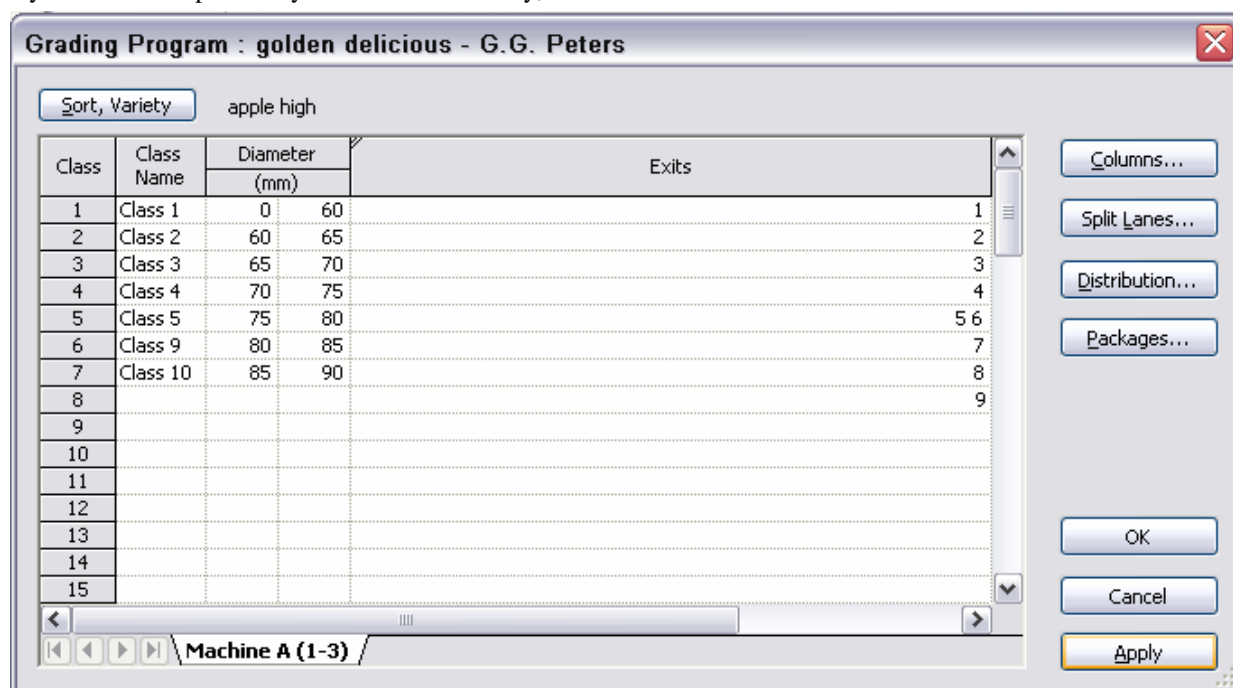 Grading Program : golden delicious - G.G. Peters
Sort, Variety apple high
Class Class Name Diameter (mm) Exits
1 Class 1 0 60 1
2 Class 2 60 65 2
3 Class 3 65 70 3
4 Class 4 70 75 4
5 Class 5 75 80 5 6
6 Class 9 80 85 7
7 Class 10 85 90 8
8 9
9
10
11
12
13
14
15
Machine A (1-3)
Columns...
Split Lanes...
Distribution...
Packages...
OK
Cancel
Apply